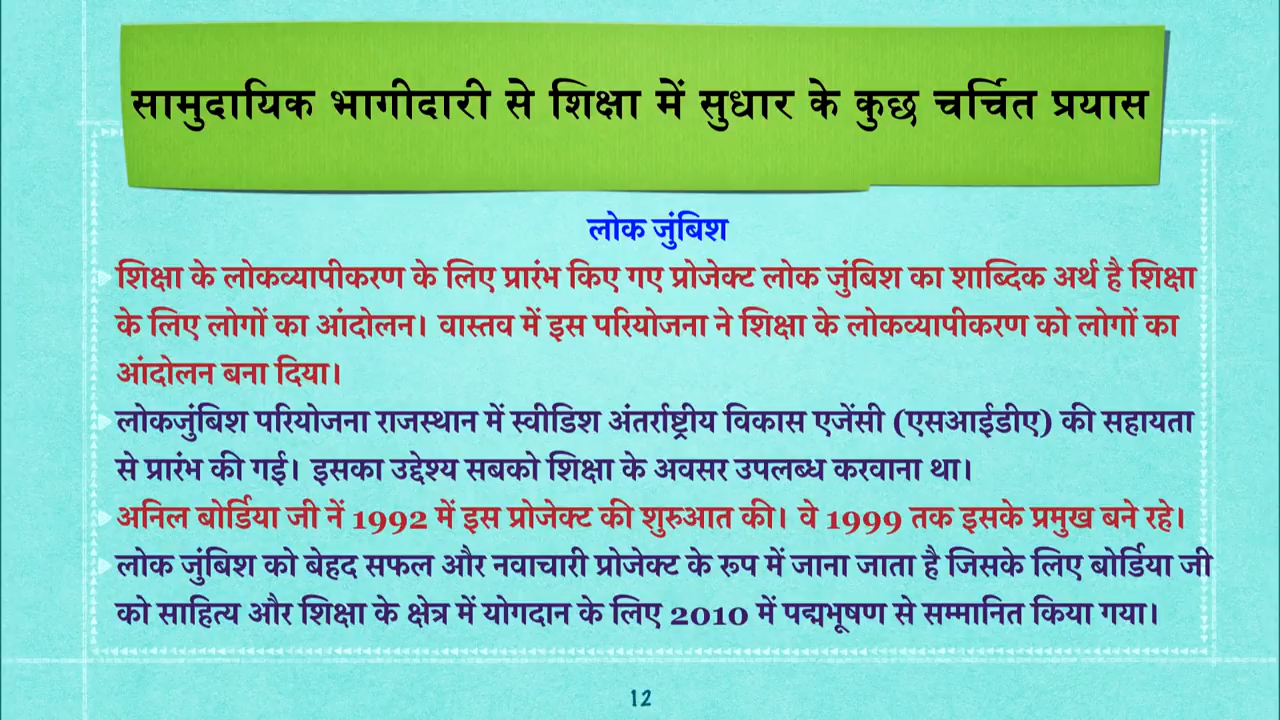 सामुदायिक भागीदारी से शिक्षा में सुधार के कुछ चर्चित प्रयास
लोक जुंबिश
शिक्षा के लोकव्यापीकरण के लिए प्रारंभ किए गए प्रोजेक्ट लोक जुंबिश का शाब्दिक अर्थ है शिक्षा
के लिए लोगों का आंदोलन। वास्तव में इस परियोजना ने शिक्षा के लोकव्यापीकरण को लोगों का
आंदोलन बना दिया।
लोकजुंबिश परियोजना राजस्थान में स्वीडिश अंतर्राष्ट्रीय विकास एजेंसी (एसआईडीए) की सहायता
से प्रारंभ की गई। इसका उद्देश्य सबको शिक्षा के अवसर उपलब्ध करवाना था।
अनिल बोर्डिया जी नें 1992 में इस प्रोजेक्ट की शुरुआत की। वे 1999 तक इसके प्रमुख बने रहे।
लोक जुंबिश को बेहद सफल और नवाचारी प्रोजेक्ट के रूप में जाना जाता है जिसके लिए बोर्डिया जी
को साहित्य और शिक्षा के क्षेत्र में योगदान के लिए 2010 में पद्मभूषण से सम्मानित किया गया।
12